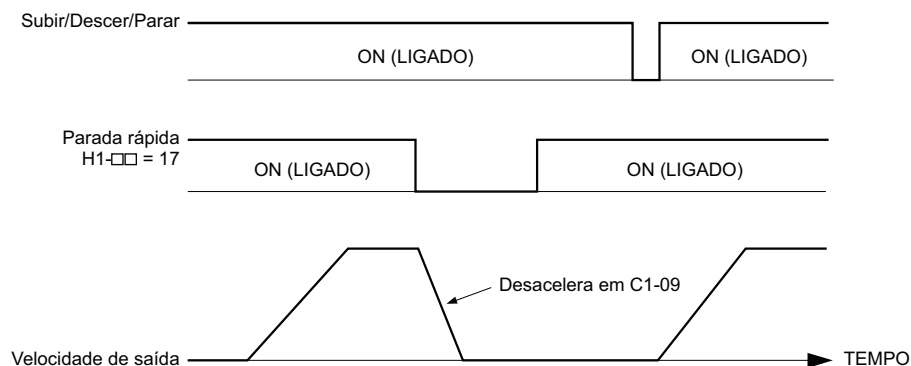 Subir/Descer/Parar
ON (LIGADO)
ON (LIGADO)
Parada rápida
H1-□□ = 17
ON (LIGADO)
ON (LIGADO)
Desacelera em C1-09
Velocidade de saída
TEMPO